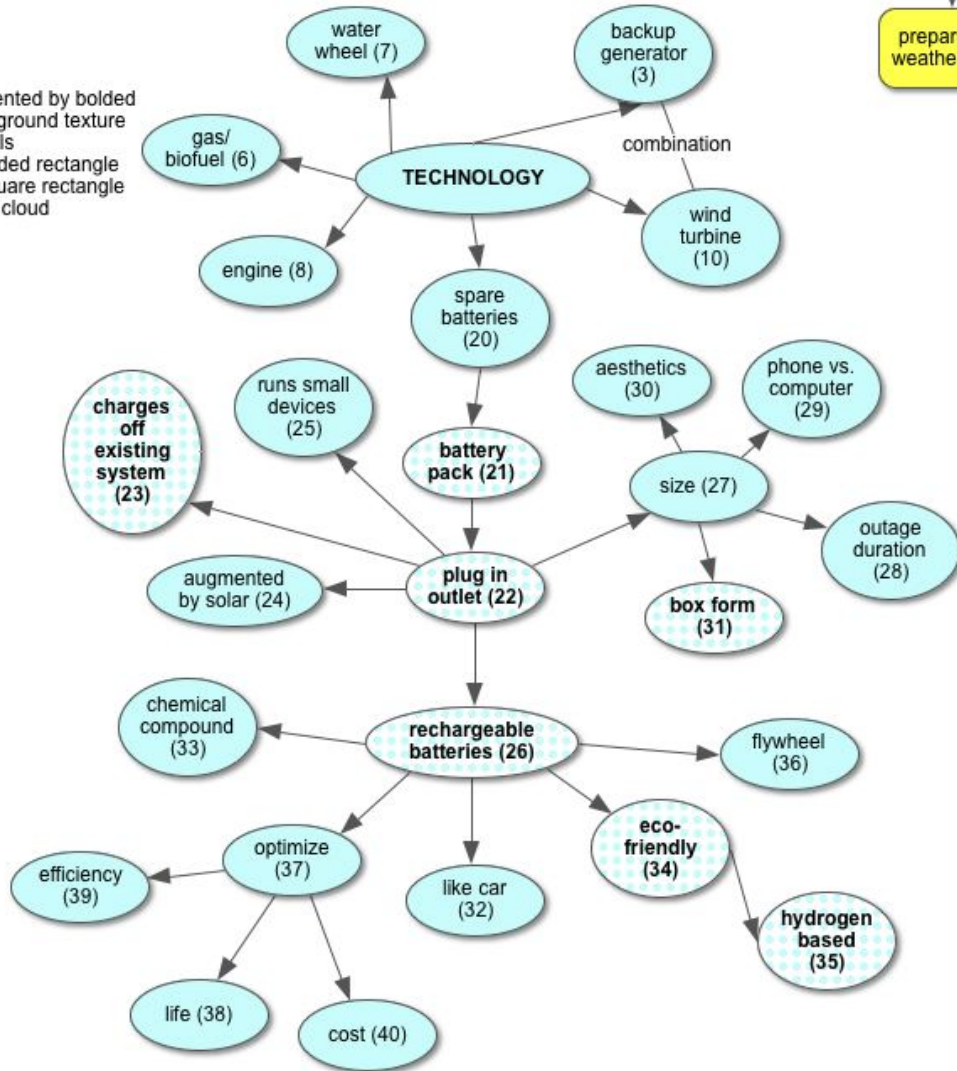 water
wheel (7)
backup
generator
(3)
prepar
weathe
ented by bolded
ground texture
ls
ded rectangle
uare rectangle
cloud
gas/
biofuel (6)
combination
TECHNOLOGY
wind
turbine
(10)
engine (8)
spare
batteries
(20)
aesthetics
(30)
phone vs.
computer
(29)
runs small
devices
(25)
charges
off
existing
system
(23)
battery
pack (21)
size (27)
outage
duration
(28)
augmented
by solar (24)
plug in
outlet (22)
box form
(31)
chemical
compound
(33)
rechargeable
batteries (26)
flywheel
(36)
eco-
friendly
(34)
optimize
(37)
efficiency
(39)
like car
(32)
hydrogen
based
(35)
life (38)
cost (40)